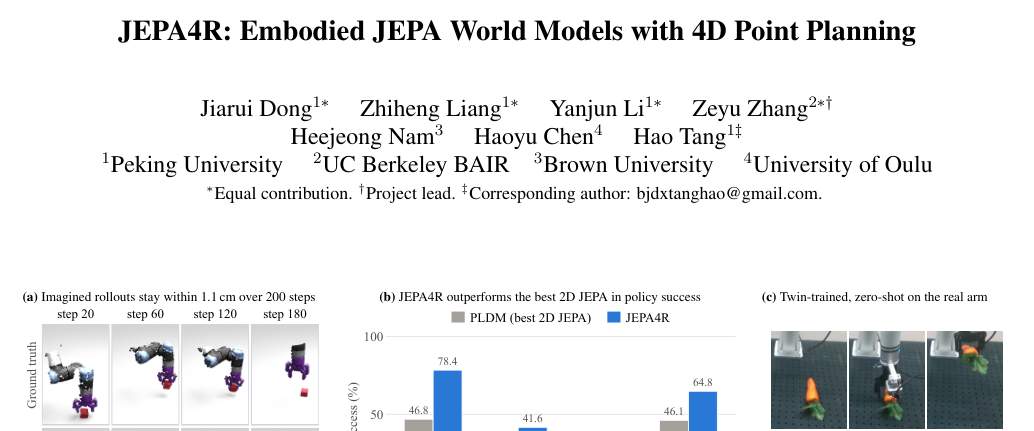 JEPA4R: Embodied JEPA World Models with 4D Point Planning
Jiarui Dong1* Zhiheng Liang1* Yanjun Li1* Zeyu Zhang2*†
Heejeong Nam3 Haoyu Chen4 Hao Tang1‡
1Peking University 2UC Berkeley BAIR 3Brown University 4University of Oulu
*Equal contribution. †Project lead. ‡Corresponding author: bjdxtanghao@gmail.com.
(a) Imagined rollouts stay within 1.1 cm over 200 steps
step 20 step 60 step 120 step 180
Ground truth
(b) JEPA4R outperforms the best 2D JEPA in policy success
PLDM (best 2D JEPA) JEPA4R
100
78.4
64.8
50
46.8
41.6
46.1
(%)
(c) Twin-trained, zero-shot on the real arm